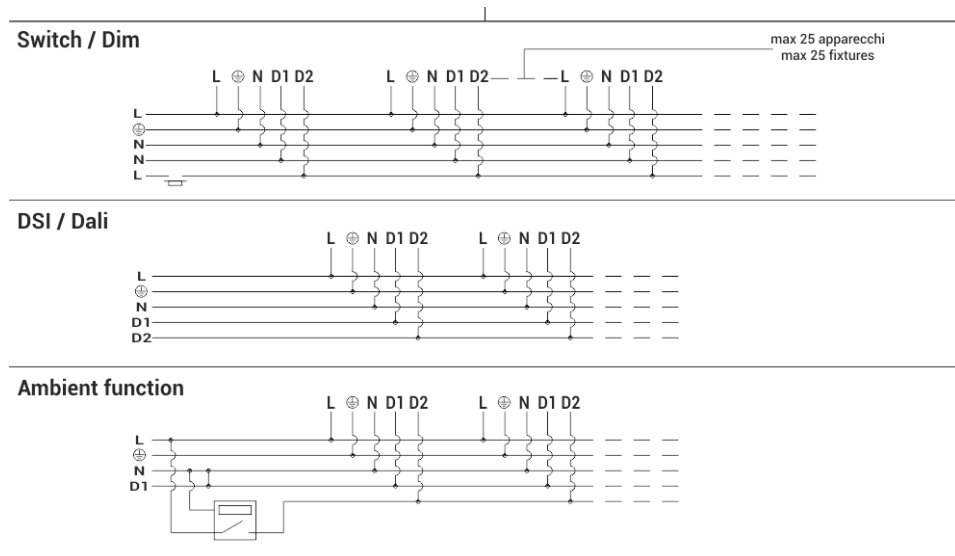 Switch / Dim
max 25 apparecchi
max 25 fixtures
L N D1 D2 L N D1 D2 L N D1 D2
L
N
N
L
DSI / Dali
L N D1 D2 L N D1 D2
L
N
D1
D2
Ambient function
L N D1 D2 L N D1 D2
L
N
D1